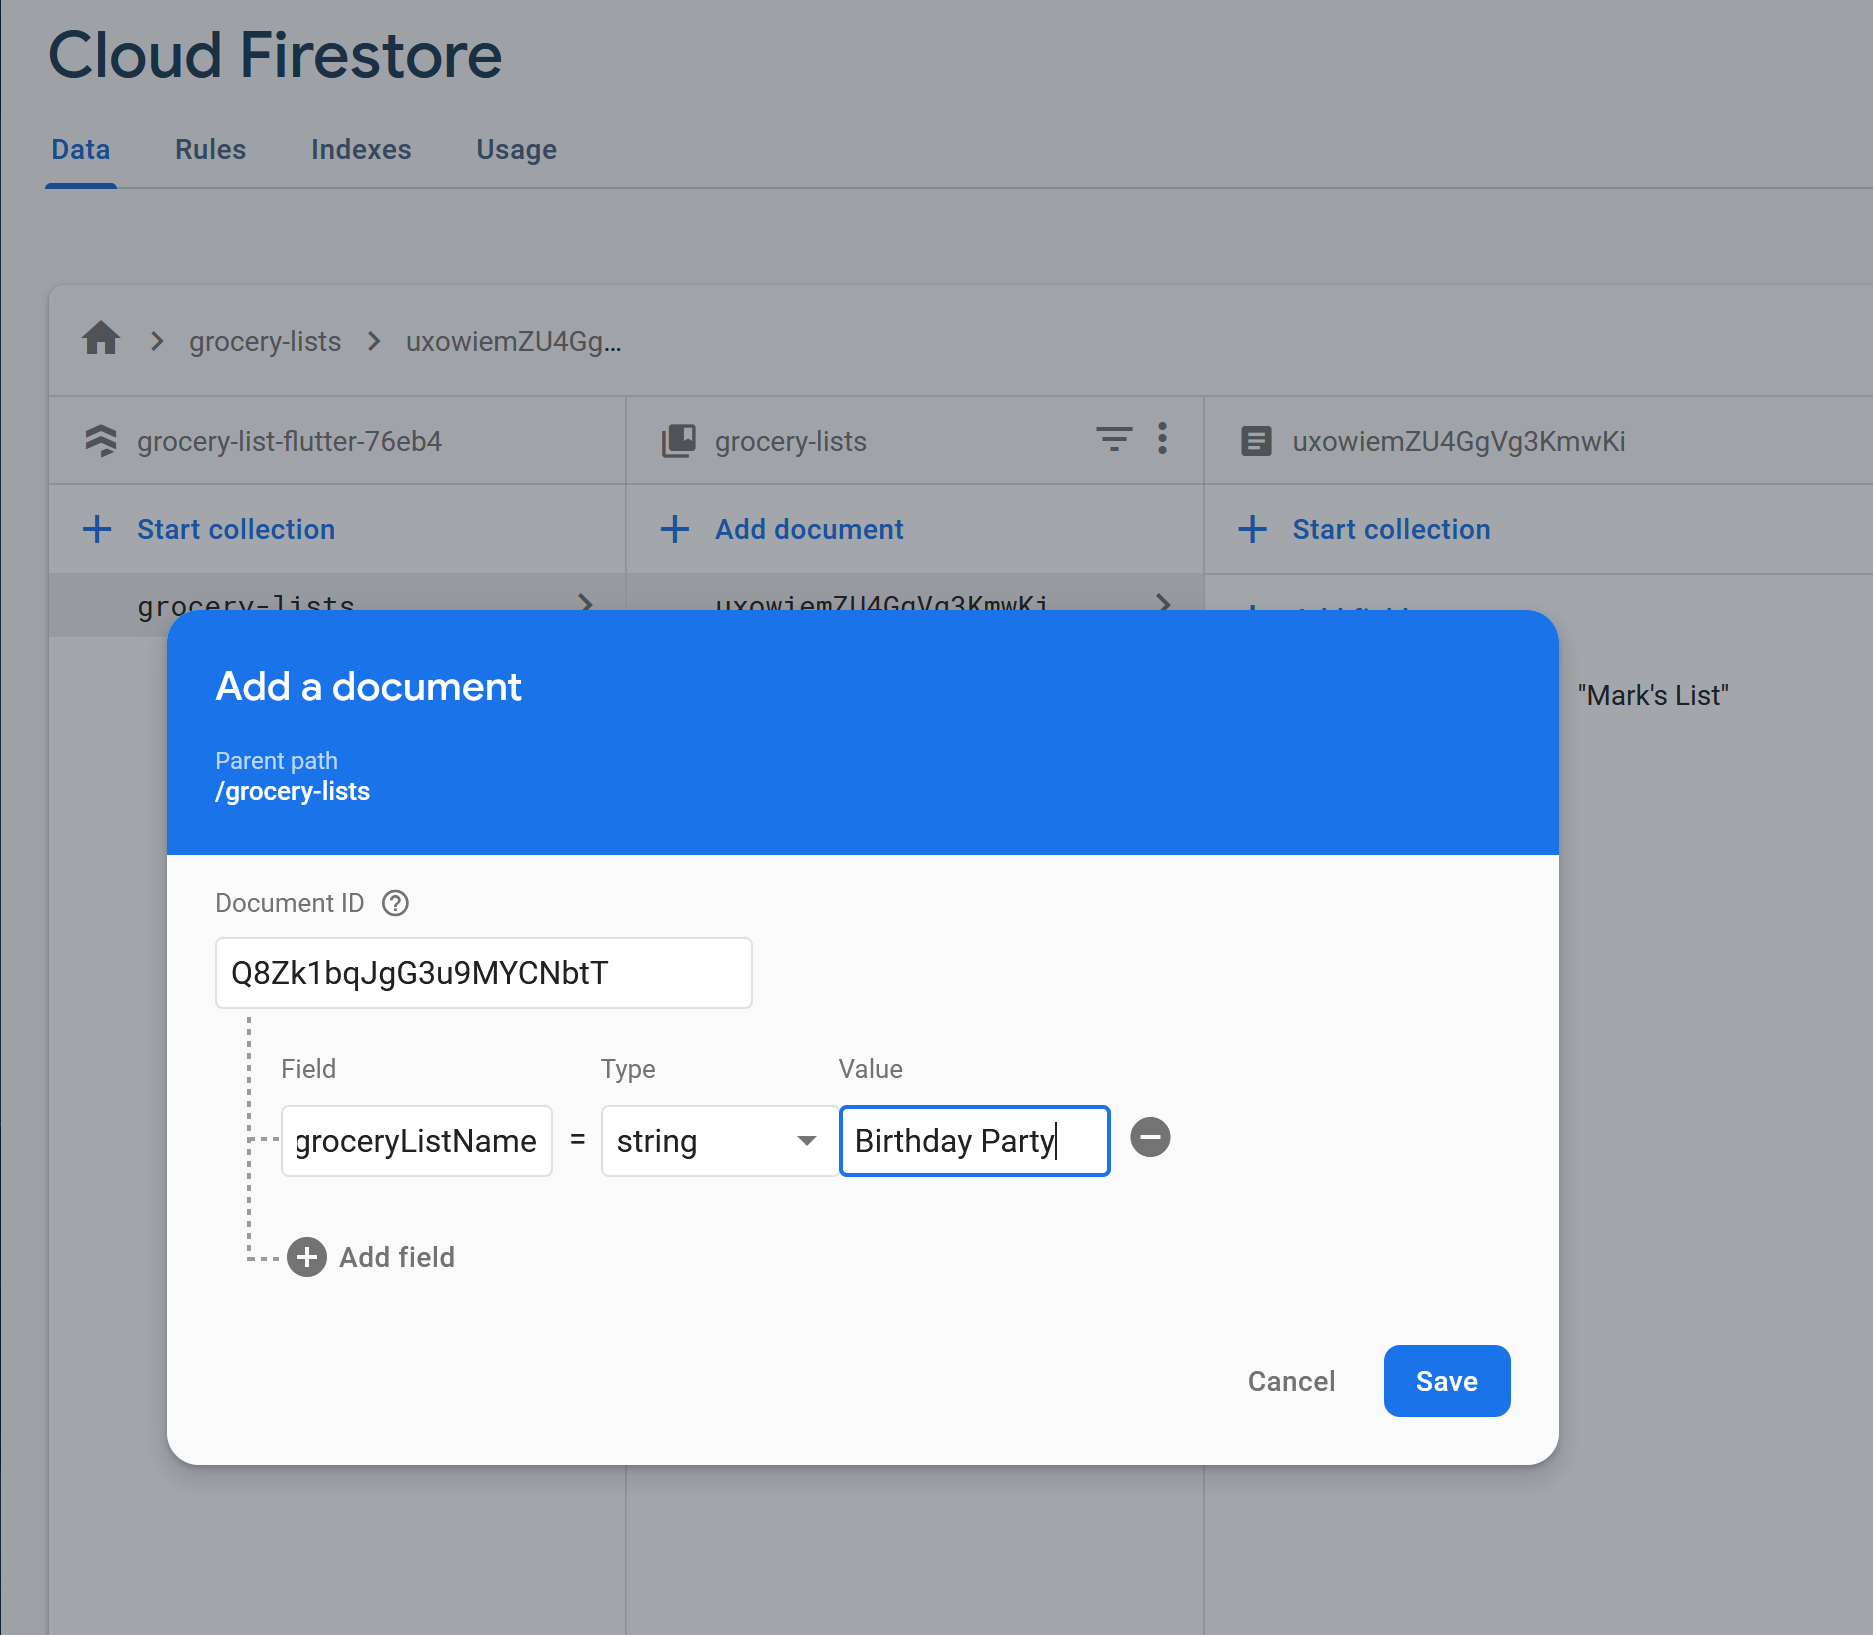 Cloud Firestore
Data Rules Indexes Usage
grocery-lists uxowiemZU4Gg...
grocery-list-flutter-76eb4 grocery-lists uxowiemZU4GgVg3KmwKi
Start collection Add document Start collection
grocery-lists uxowiemZU4GgVg3KmwKi
"Mark's List"
Add a document
Parent path
/grocery-lists
Document ID
Q8Zk1bqJgG3u9MYCNbtT
Field Type Value
groceryListName = string Birthday Party
Add field
Cancel Save